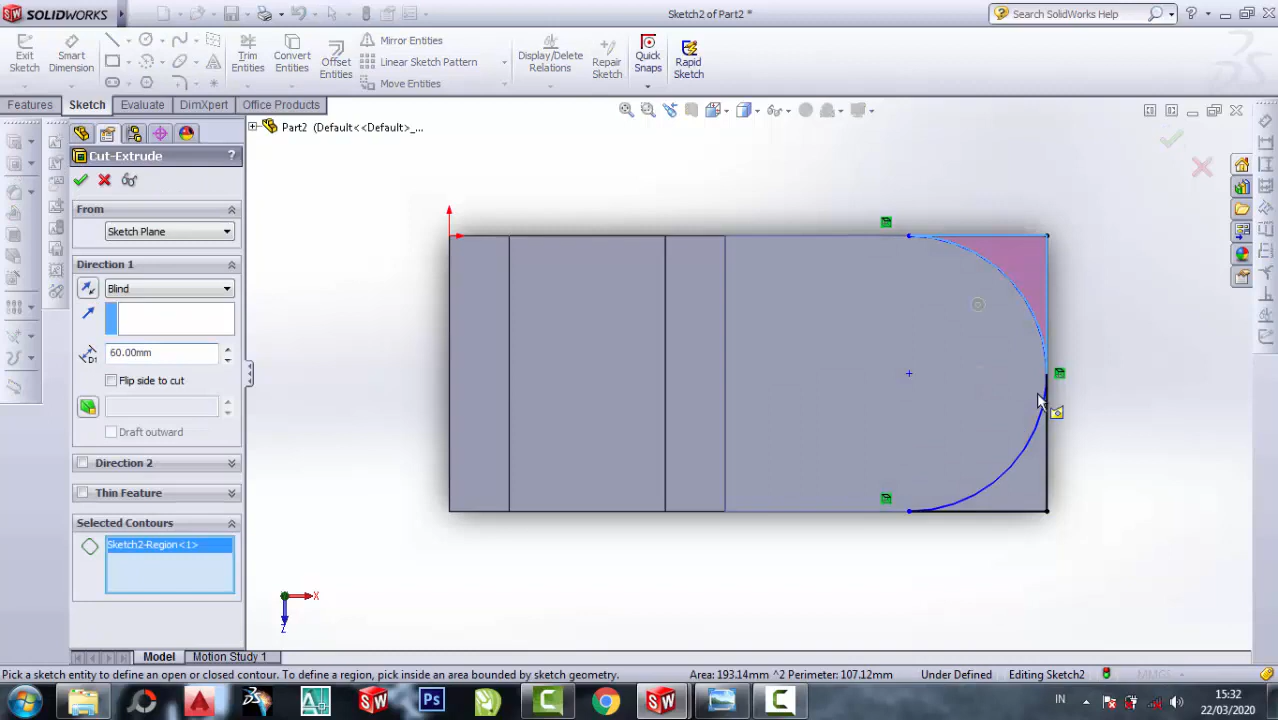 SOLIDWORKS
Sketch2 of Part2 *
Search SolidWorks Help
Exit Sketch
Smart Dimension
Trim Entities
Convert Entities
Offset Entities
Mirror Entities
Linear Sketch Pattern
Move Entities
Display/Delete Relations
Repair Sketch
Quick Snaps
Rapid Sketch
Features
Sketch
Evaluate
DimXpert
Office Products
Part2 (Default<<Default>_...
Cut-Extrude
?
From
Sketch Plane
Direction 1
Blind
D1
60.00mm
Flip side to cut
Draft outward
Direction 2
Thin Feature
Selected Contours
Sketch2-Region<1>
X
Z
Model
Motion Study 1
Pick a sketch entity to define an open or closed contour. To define a region, pick inside an area bounded by sketch geometry.
Area: 193.14mm ^2 Perimeter: 107.12mm
Under Defined
Editing Sketch2
MMGS
Ps
SW
IN
15:32
22/03/2020